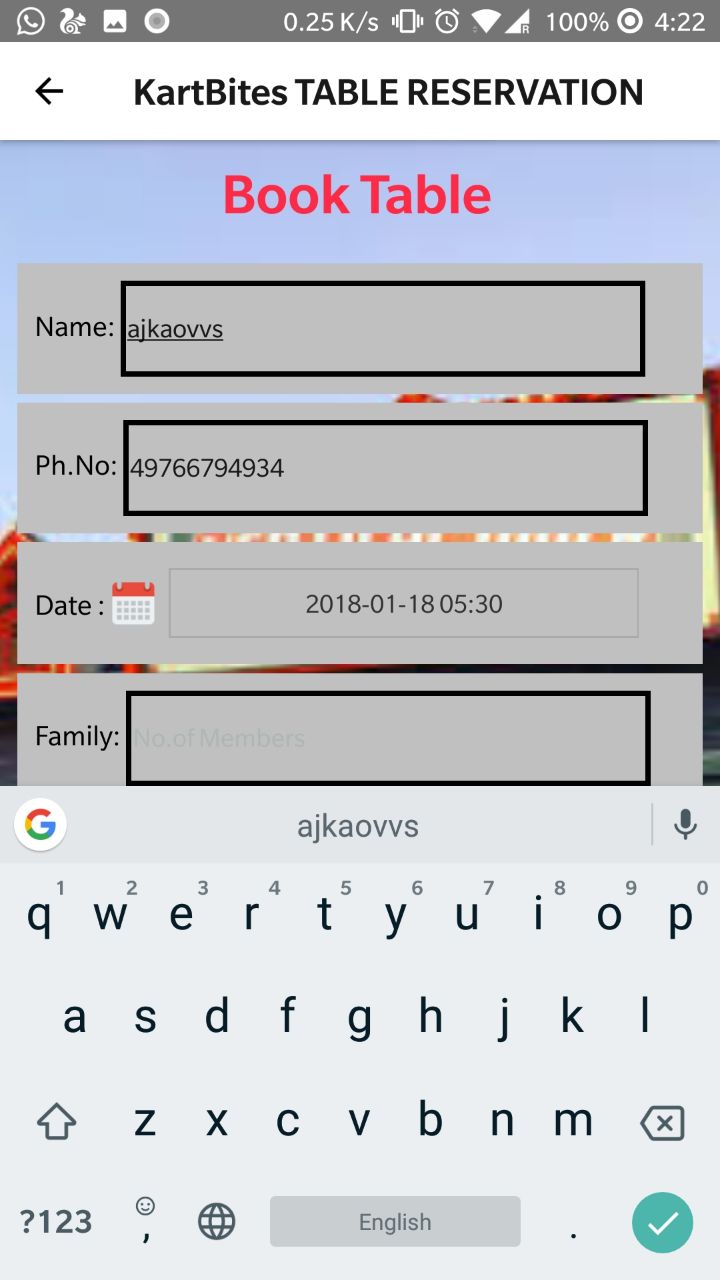 0.25 K/s R 100% 4:22
KartBites TABLE RESERVATION
Book Table
Name: ajkaovvs
Ph.No: 49766794934
Date : 2018-01-18 05:30
Family: No.of Members
G ajkaovvs
1 2 3 4 5 6 7 8 9 0
q w e r t y u i o p
a s d f g h j k l
z x c v b n m
?123 , English .